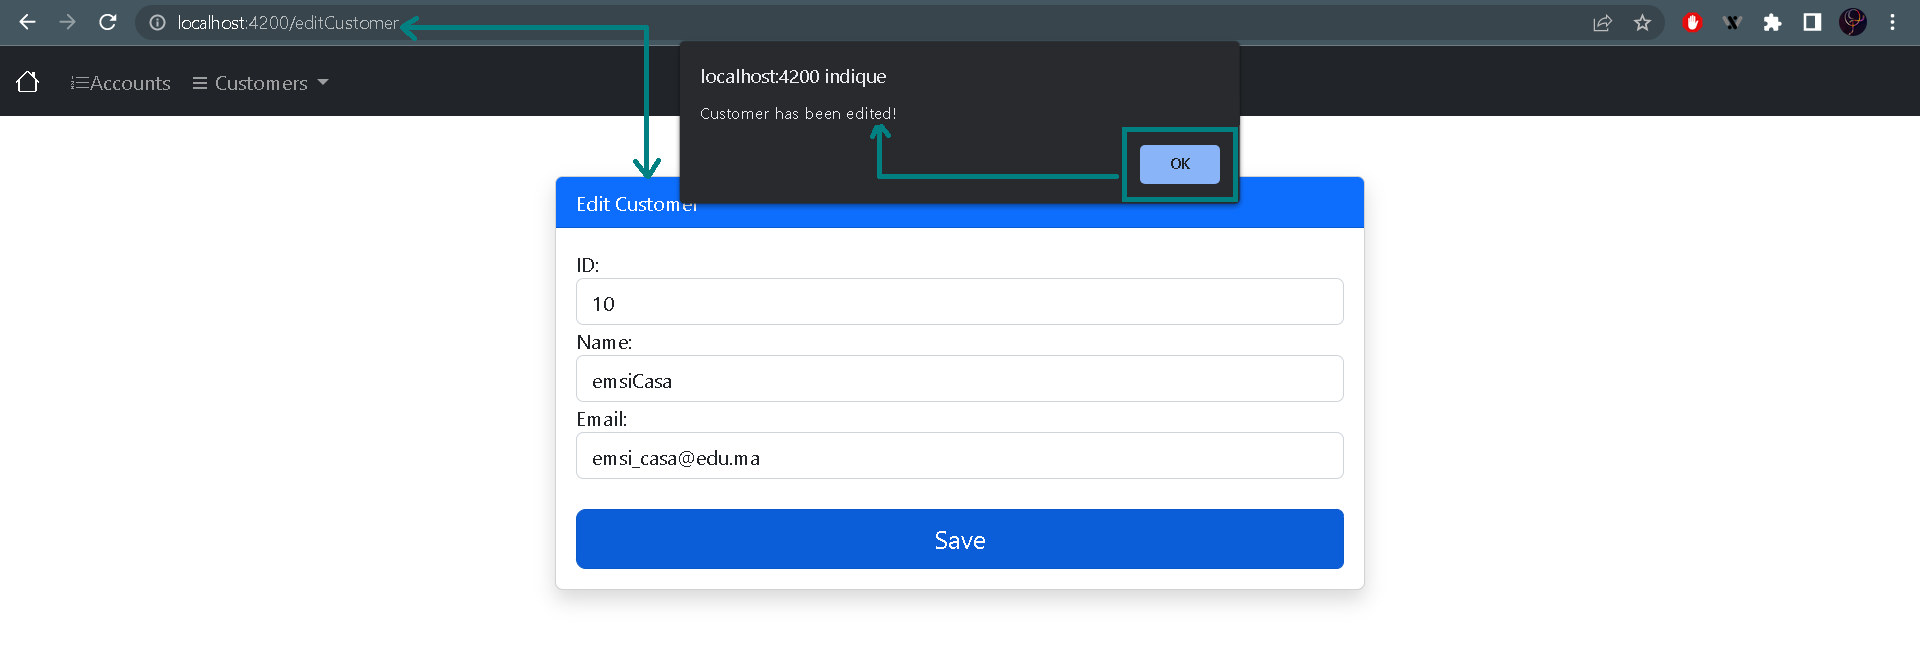 localhost:4200/editCustomer
Accounts Customers
localhost:4200 indique
Customer has been edited!
OK
Edit Customer
ID:
10
Name:
emsiCasa
Email:
emsi_casa@edu.ma
Save